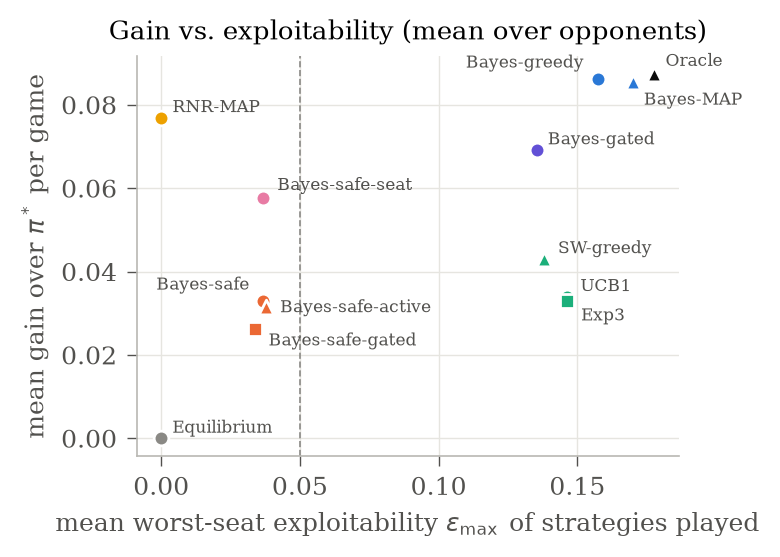 Gain vs. exploitability (mean over opponents)
mean gain over π* per game
0.08
0.06
0.04
0.02
0.00
Bayes-greedy
Oracle
Bayes-MAP
RNR-MAP
Bayes-gated
Bayes-safe-seat
SW-greedy
Bayes-safe
UCB1
Bayes-safe-active
Exp3
Bayes-safe-gated
Equilibrium
0.00 0.05 0.10 0.15
mean worst-seat exploitability ε_max of strategies played